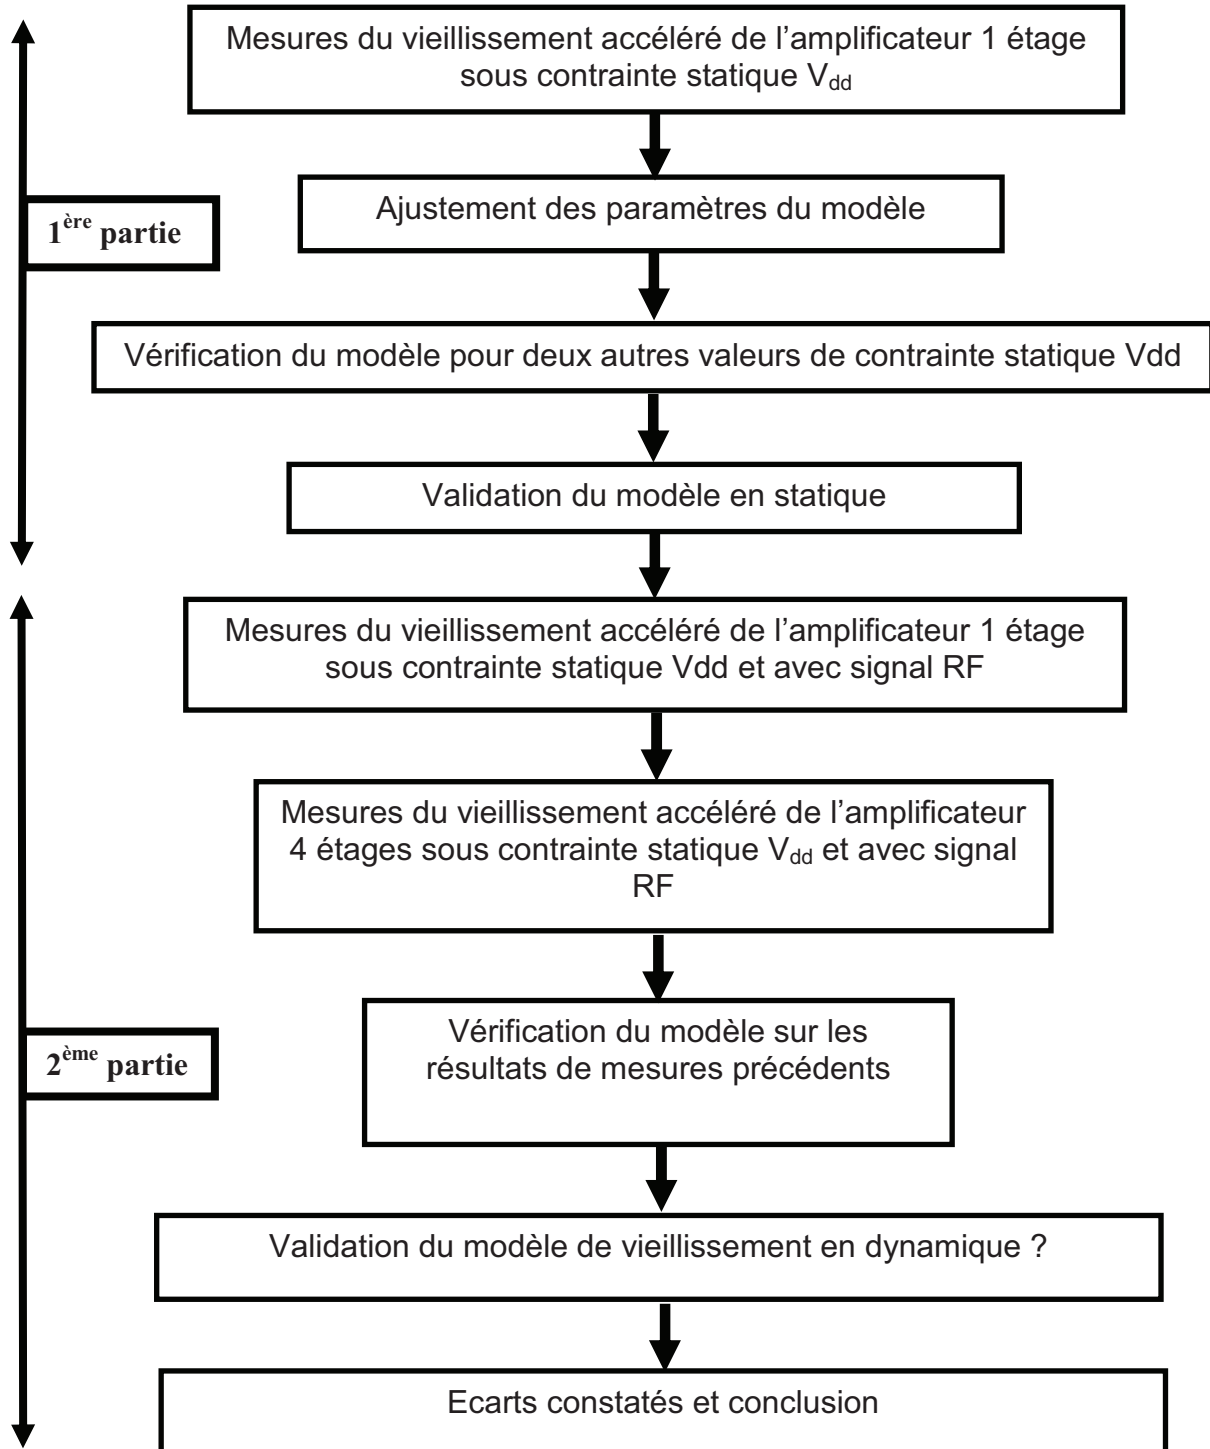 Mesures du vieillissement accéléré de l’amplificateur 1 étage
sous contrainte statique Vdd
Ajustement des paramètres du modèle
1ère partie
Vérification du modèle pour deux autres valeurs de contrainte statique Vdd
Validation du modèle en statique
Mesures du vieillissement accéléré de l’amplificateur 1 étage
sous contrainte statique Vdd et avec signal RF
Mesures du vieillissement accéléré de l’amplificateur
4 étages sous contrainte statique Vdd et avec signal
RF
Vérification du modèle sur les
résultats de mesures précédents
2ème partie
Validation du modèle de vieillissement en dynamique ?
Ecarts constatés et conclusion